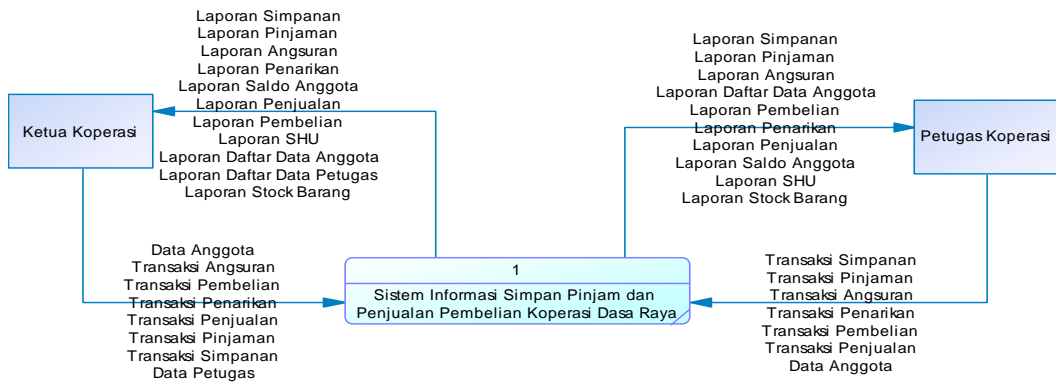 Laporan Simpanan
Laporan Pinjaman
Laporan Angsuran
Laporan Penarikan
Laporan Saldo Anggota
Laporan Penjualan
Laporan Pembelian
Laporan SHU
Laporan Daftar Data Anggota
Laporan Daftar Data Petugas
Laporan Stock Barang
Ketua Koperasi
Laporan Simpanan
Laporan Pinjaman
Laporan Angsuran
Laporan Daftar Data Anggota
Laporan Pembelian
Laporan Penarikan
Laporan Penjualan
Laporan Saldo Anggota
Laporan SHU
Laporan Stock Barang
Petugas Koperasi
Data Anggota
Transaksi Angsuran
Transaksi Pembelian
Transaksi Penarikan
Transaksi Penjualan
Transaksi Pinjaman
Transaksi Simpanan
Data Petugas
1
Sistem Informasi Simpan Pinjam dan
Penjualan Pembelian Koperasi Dasa Raya
Transaksi Simpanan
Transaksi Pinjaman
Transaksi Angsuran
Transaksi Penarikan
Transaksi Pembelian
Transaksi Penjualan
Data Anggota